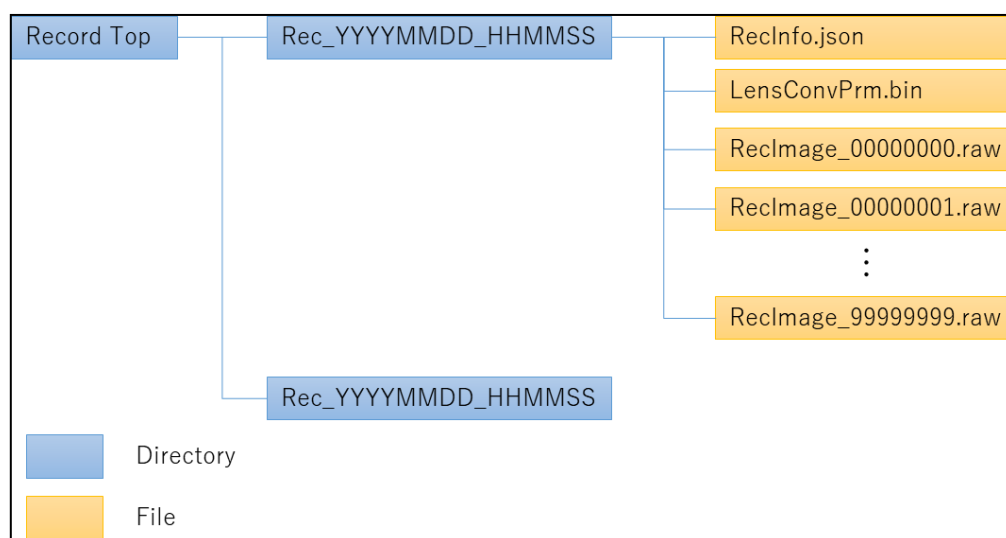 Record Top
Rec_YYYYMMDD_HHMMSS
RecInfo.json
LensConvPrm.bin
RecImage_00000000.raw
RecImage_00000001.raw
⋮
RecImage_99999999.raw
Rec_YYYYMMDD_HHMMSS
Directory
File